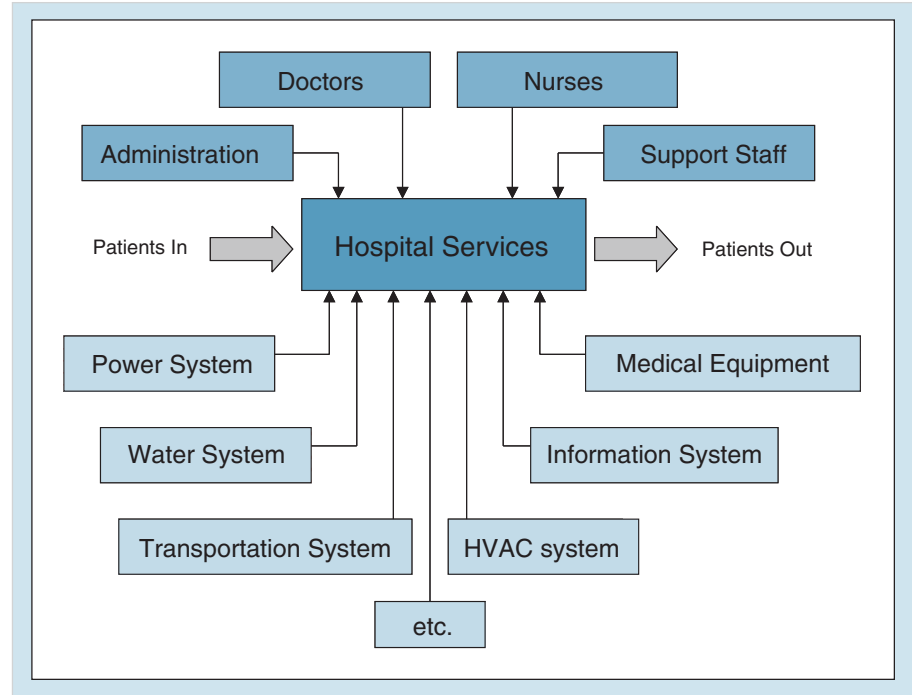 Doctors
Nurses
Administration
Support Staff
Patients In
Hospital Services
Patients Out
Power System
Medical Equipment
Water System
Information System
Transportation System
HVAC system
etc.